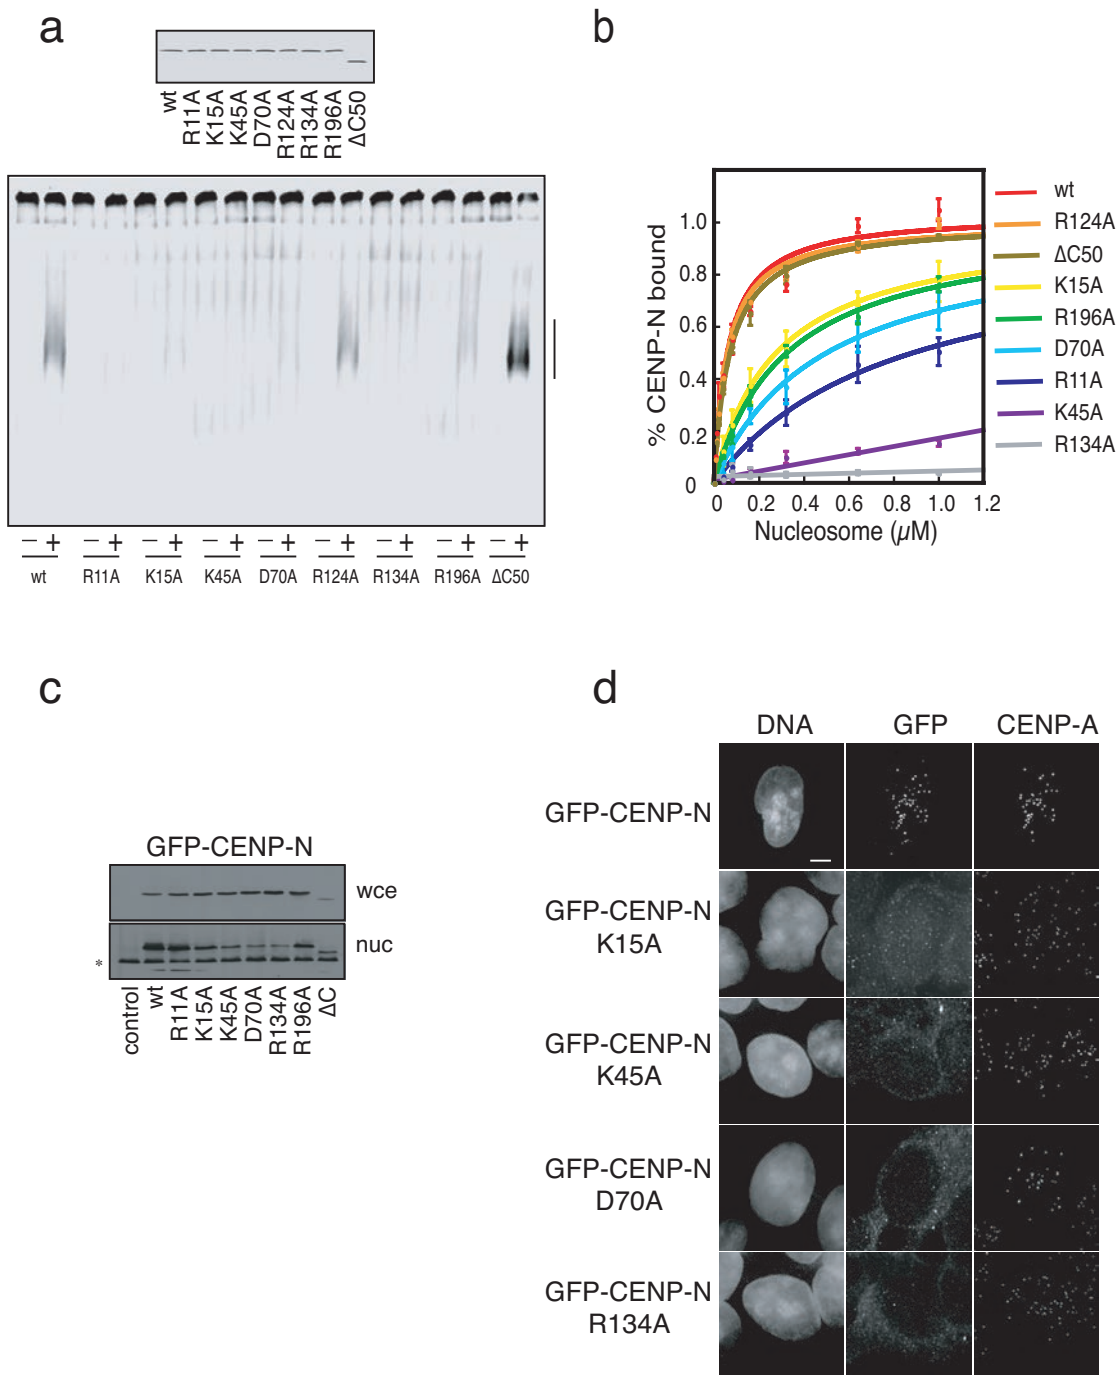 a
wt R11A K15A K45A D70A R124A R134A R196A ΔC50
– + – + – + – + – + – + – + – + – +
wt R11A K15A K45A D70A R124A R134A R196A ΔC50
b
% CENP-N bound
1.0
0.8
0.6
0.4
0.2
0
0 0.2 0.4 0.6 0.8 1.0 1.2
Nucleosome (µM)
wt
R124A
ΔC50
K15A
R196A
D70A
R11A
K45A
R134A
c
GFP-CENP-N
wce
nuc
*
control wt R11A K15A K45A D70A R134A R196A ΔC
d
DNA GFP CENP-A
GFP-CENP-N
GFP-CENP-N
K15A
GFP-CENP-N
K45A
GFP-CENP-N
D70A
GFP-CENP-N
R134A